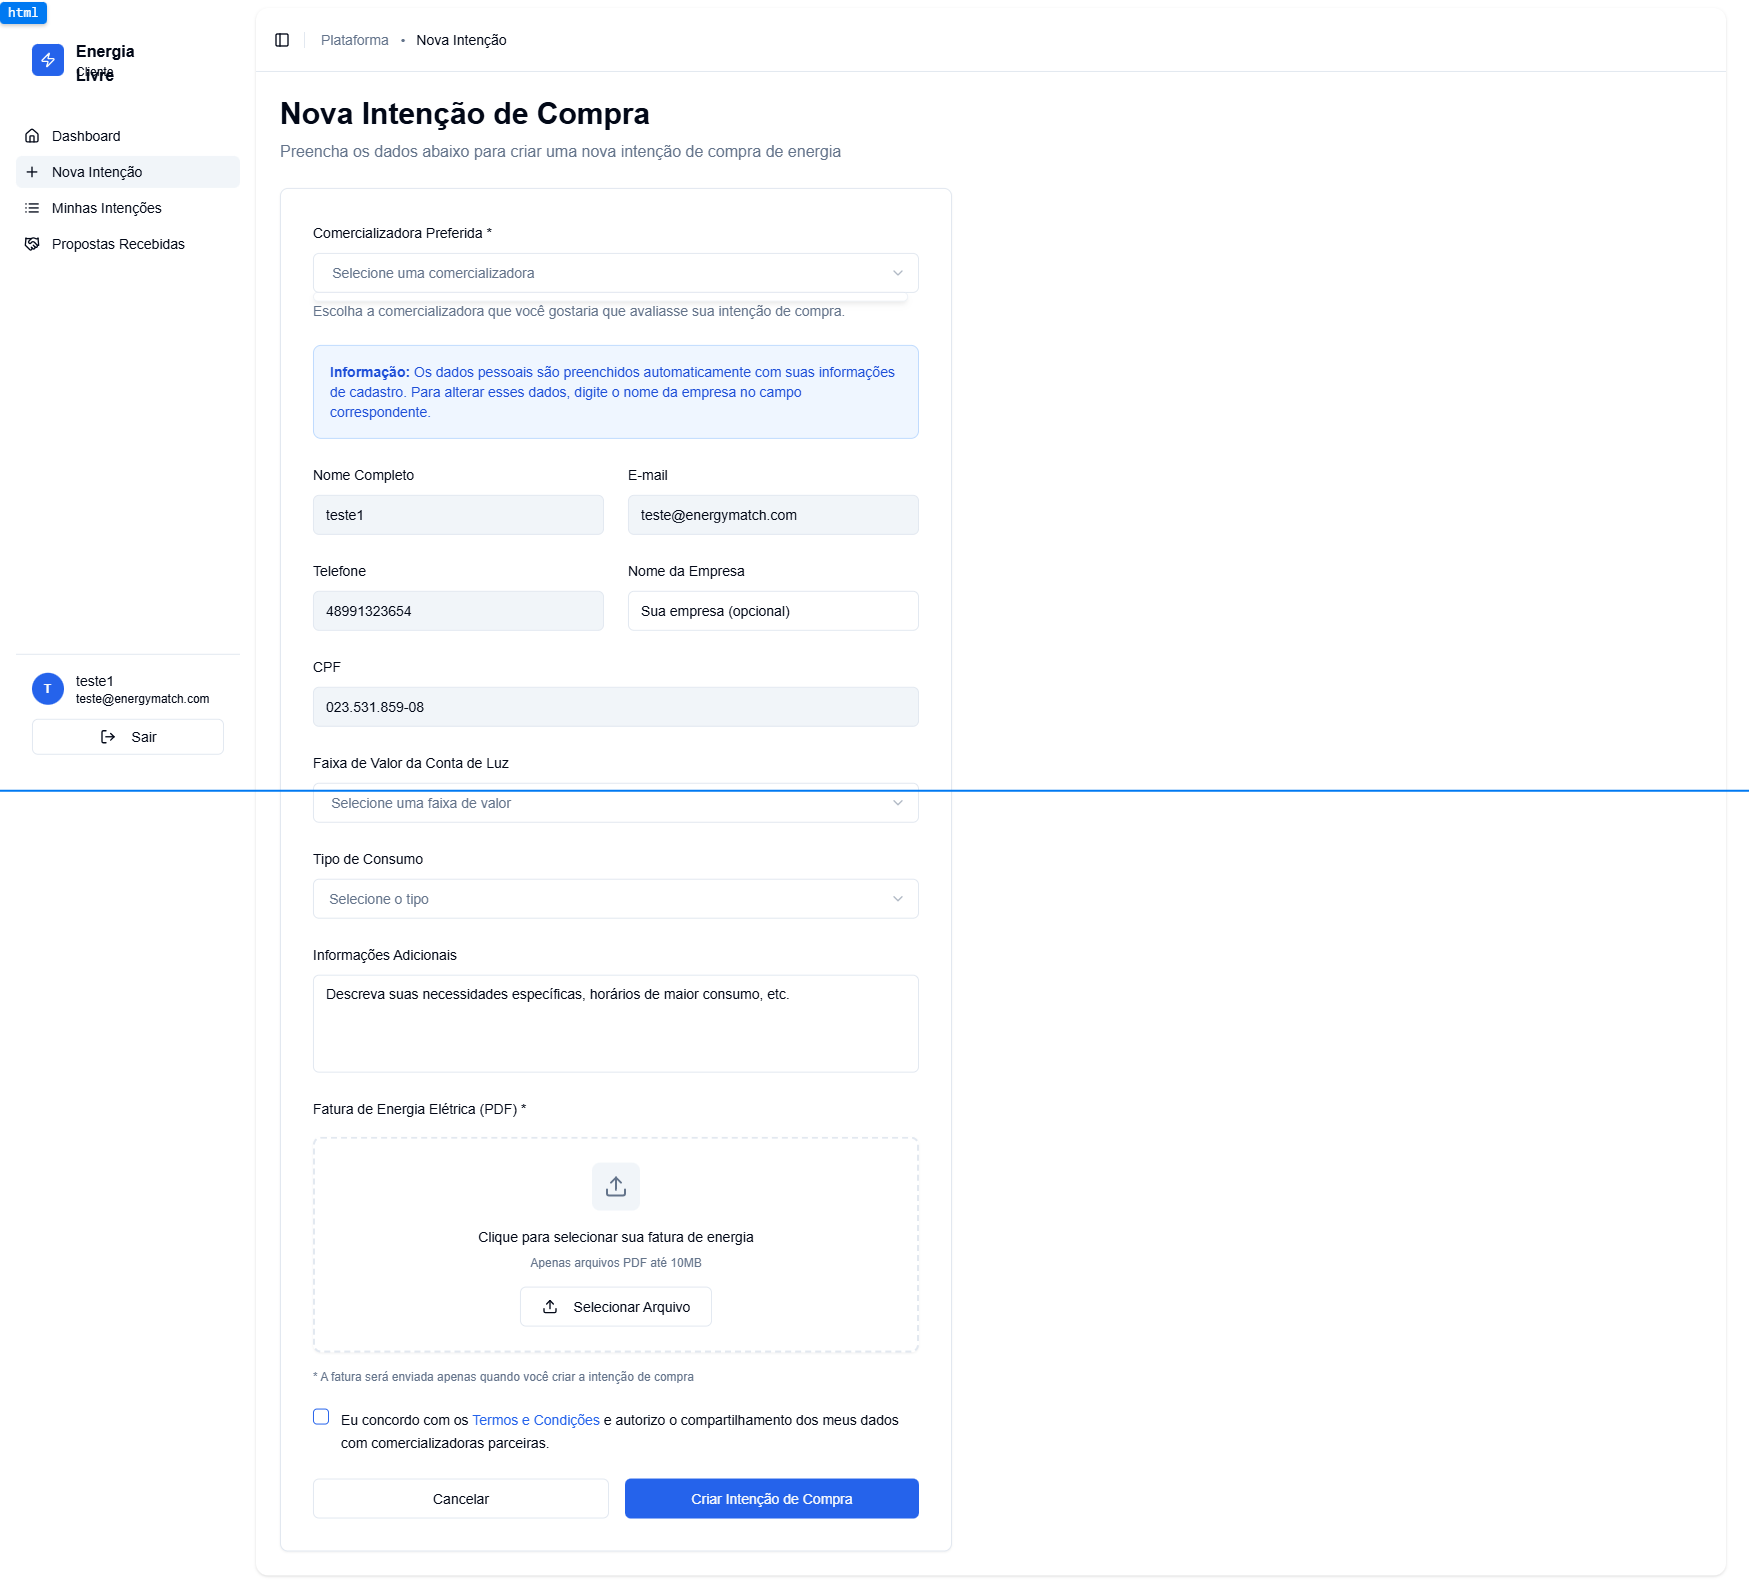 html
Energia
Livre
Cliente
Dashboard
Nova Intenção
Minhas Intenções
Propostas Recebidas
T
teste1
teste@energymatch.com
Sair
Plataforma • Nova Intenção
Nova Intenção de Compra
Preencha os dados abaixo para criar uma nova intenção de compra de energia
Comercializadora Preferida *
Selecione uma comercializadora
Escolha a comercializadora que você gostaria que avaliasse sua intenção de compra.
Informação: Os dados pessoais são preenchidos automaticamente com suas informações
de cadastro. Para alterar esses dados, digite o nome da empresa no campo
correspondente.
Nome Completo
teste1
E-mail
teste@energymatch.com
Telefone
48991323654
Nome da Empresa
Sua empresa (opcional)
CPF
023.531.859-08
Faixa de Valor da Conta de Luz
Selecione uma faixa de valor
Tipo de Consumo
Selecione o tipo
Informações Adicionais
Descreva suas necessidades específicas, horários de maior consumo, etc.
Fatura de Energia Elétrica (PDF) *
Clique para selecionar sua fatura de energia
Apenas arquivos PDF até 10MB
Selecionar Arquivo
* A fatura será enviada apenas quando você criar a intenção de compra
Eu concordo com os Termos e Condições e autorizo o compartilhamento dos meus dados
com comercializadoras parceiras.
Cancelar
Criar Intenção de Compra